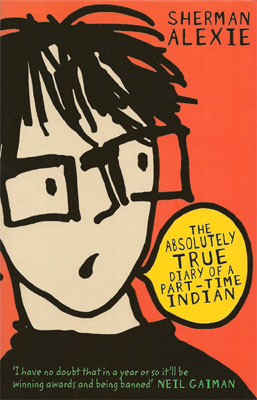 SHERMAN
ALEXIE
THE
ABSOLUTELY
TRUE
DIARY OF A
PART-TIME
INDIAN
'I have no doubt that in a year or so it'll be
winning awards and being banned' NEIL GAIMAN